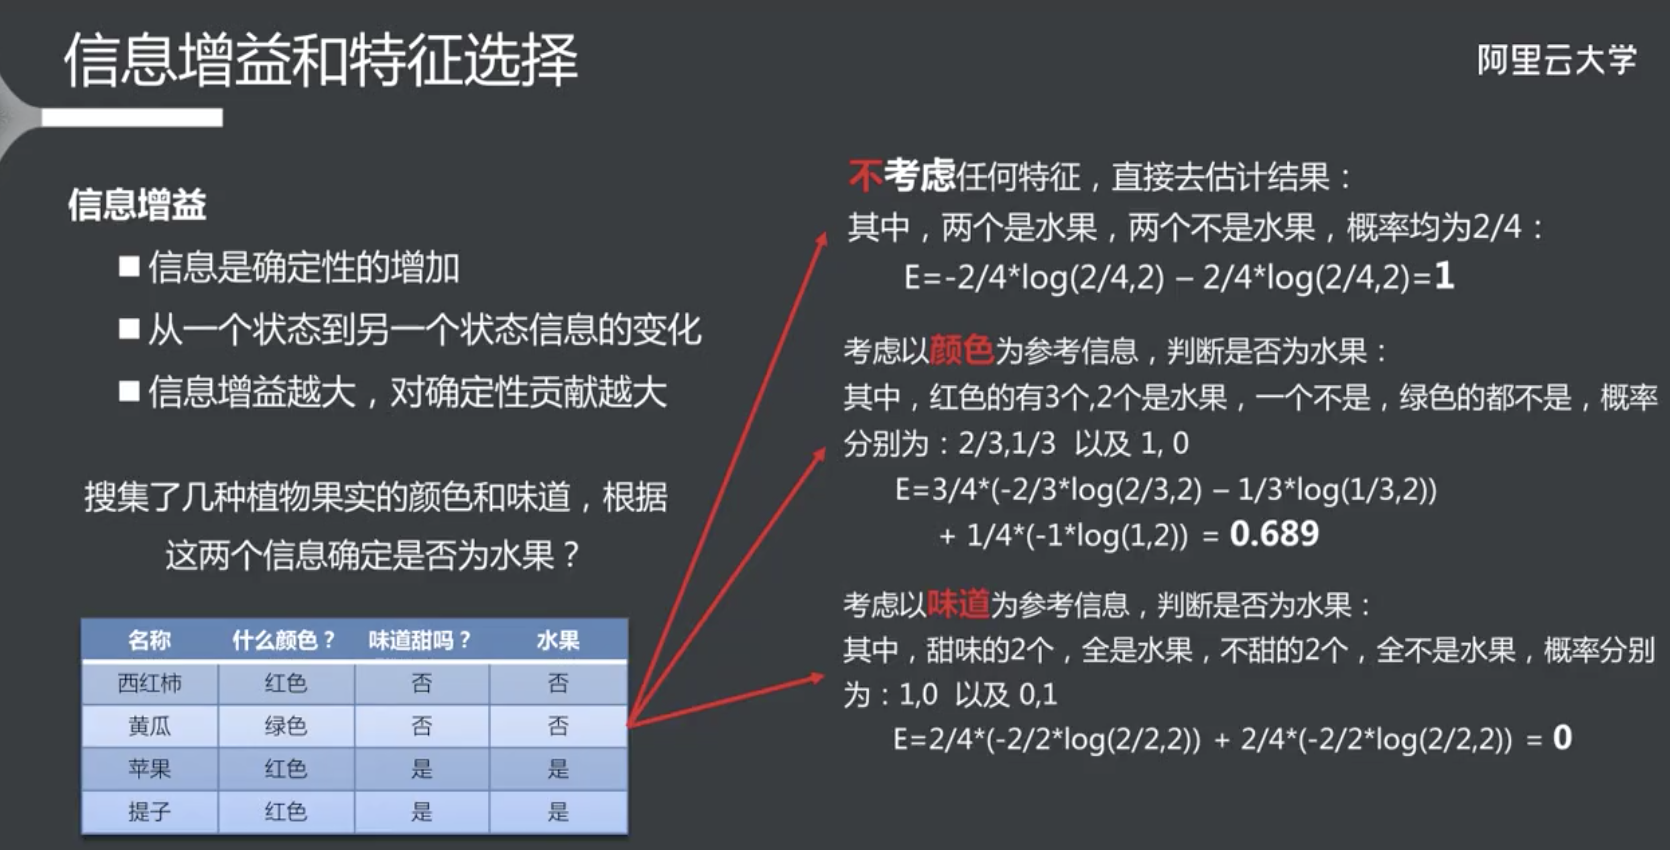 信息增益和特征选择
阿里云大学
信息增益
信息是确定性的增加
从一个状态到另一个状态信息的变化
信息增益越大，对确定性贡献越大
搜集了几种植物果实的颜色和味道，根据
这两个信息确定是否为水果？
名称 什么颜色？ 味道甜吗？ 水果
西红柿 红色 否 否
黄瓜 绿色 否 否
苹果 红色 是 是
提子 红色 是 是
不考虑任何特征，直接去估计结果：
其中，两个是水果，两个不是水果，概率均为2/4：
E=-2/4*log(2/4,2) – 2/4*log(2/4,2)=1
考虑以颜色为参考信息，判断是否为水果：
其中，红色的有3个,2个是水果，一个不是，绿色的都不是，概率
分别为：2/3,1/3 以及 1, 0
E=3/4*(-2/3*log(2/3,2) – 1/3*log(1/3,2))
+ 1/4*(-1*log(1,2)) = 0.689
考虑以味道为参考信息，判断是否为水果：
其中，甜味的2个，全是水果，不甜的2个，全不是水果，概率分别
为：1,0 以及 0,1
E=2/4*(-2/2*log(2/2,2)) + 2/4*(-2/2*log(2/2,2)) = 0